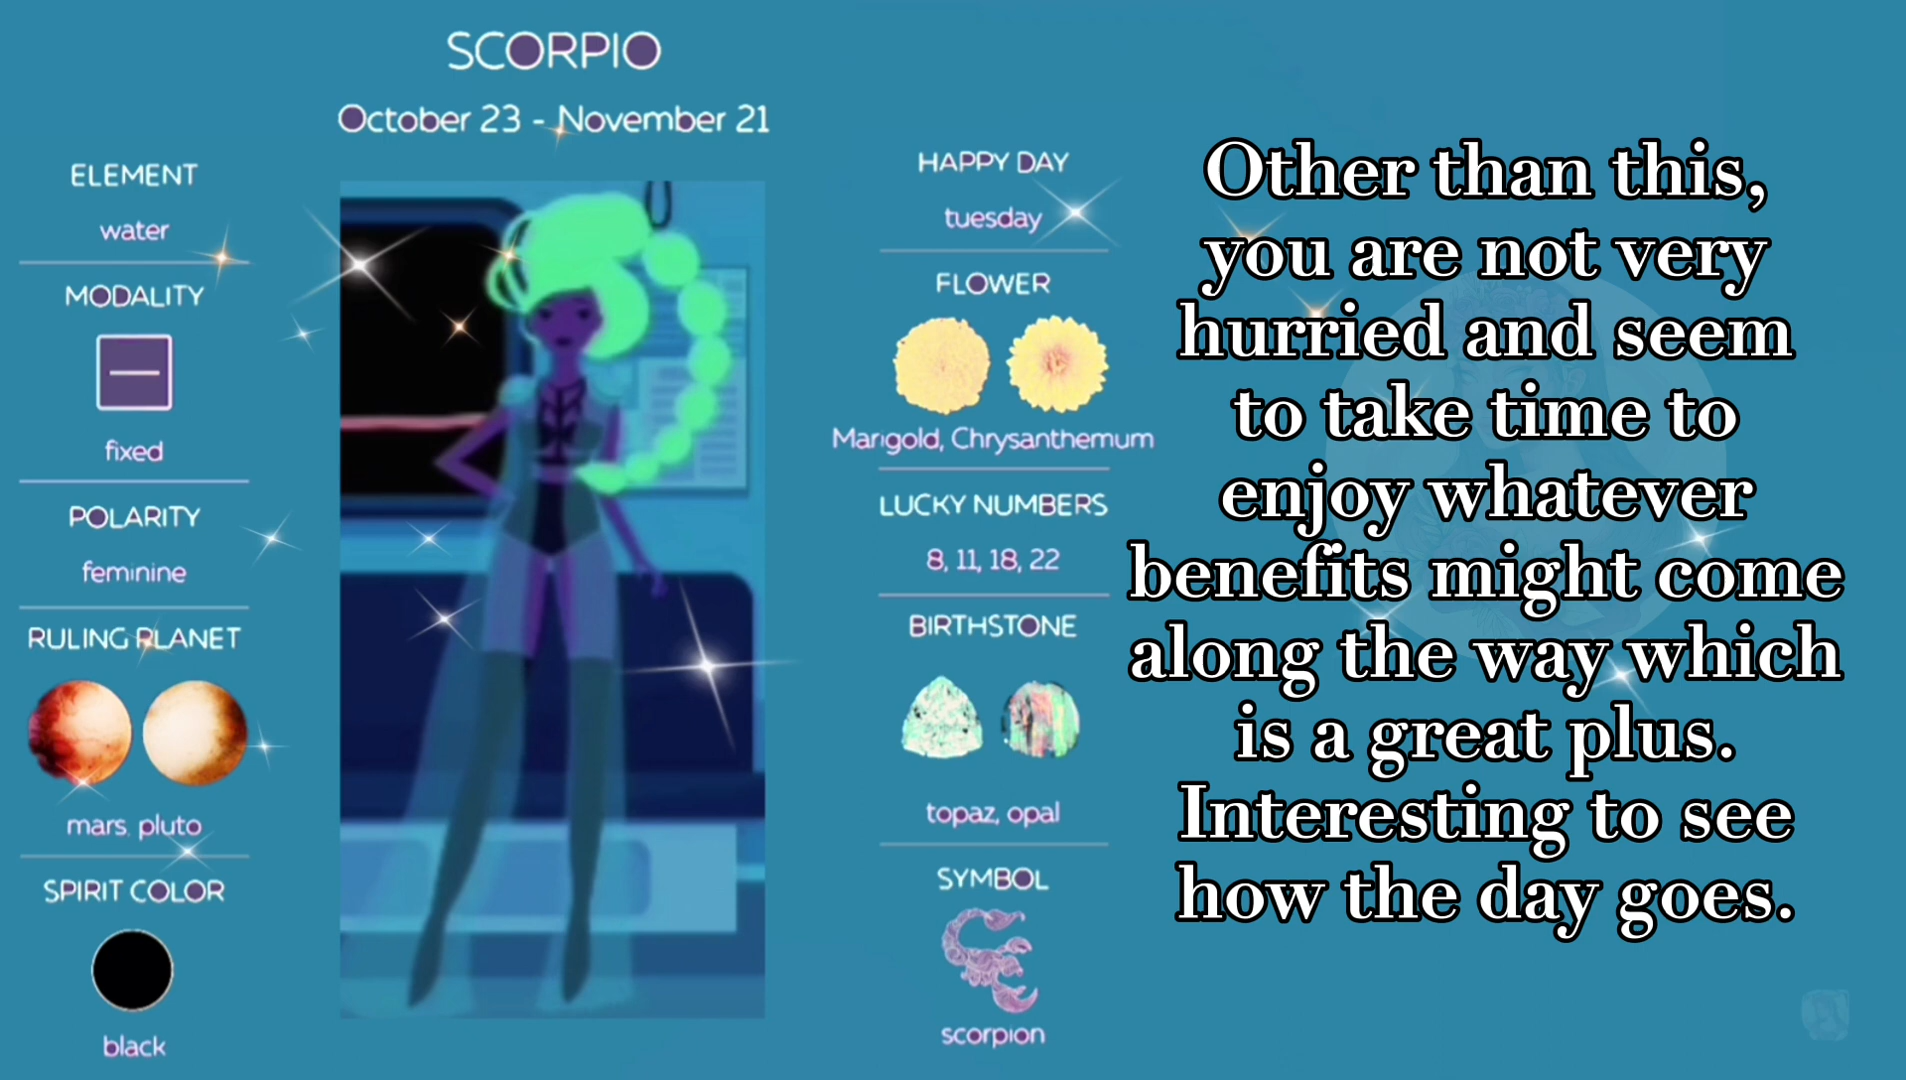 SCORPIO
October 23 - November 21
ELEMENT
water
MODALITY
fixed
POLARITY
feminine
RULING PLANET
mars, pluto
SPIRIT COLOR
black
HAPPY DAY
tuesday
FLOWER
Marigold, Chrysanthemum
LUCKY NUMBERS
8, 11, 18, 22
BIRTHSTONE
topaz, opal
SYMBOL
scorpion
Other than this,
you are not very
hurried and seem
to take time to
enjoy whatever
benefits might come
along the way which
is a great plus.
Interesting to see
how the day goes.